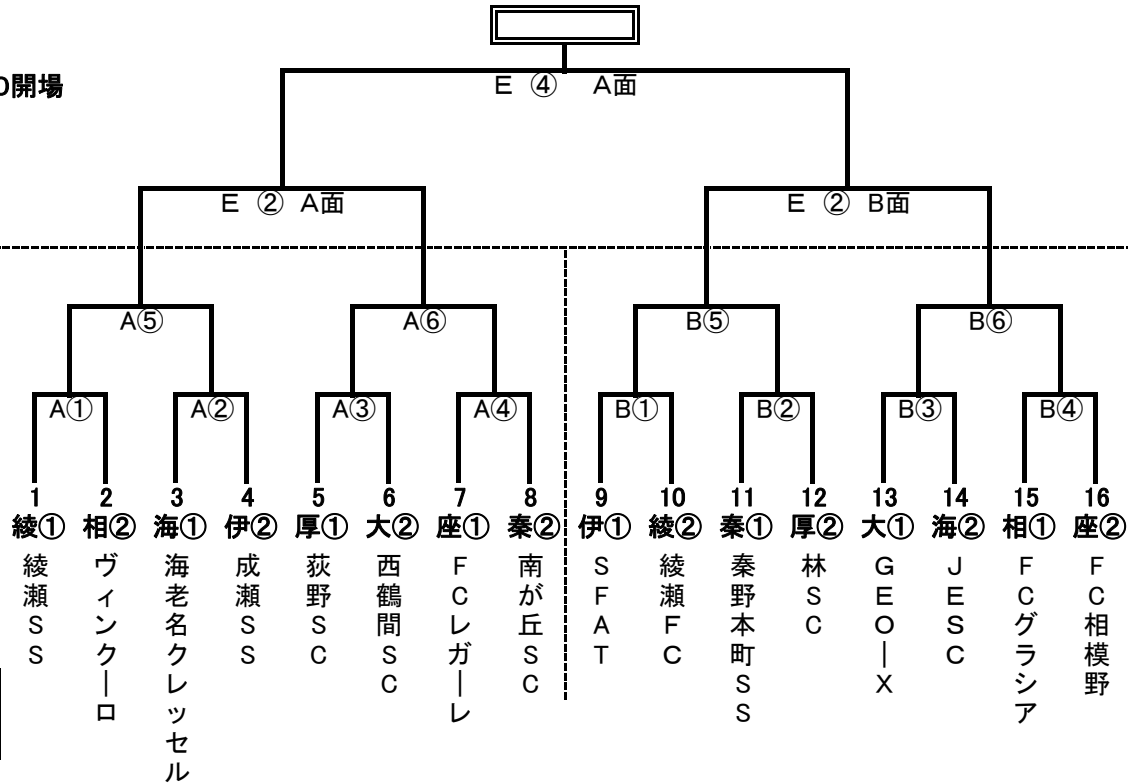 開場
E ④ A面
E ② A面
E ② B面
A⑤
A⑥
B⑤
B⑥
A①
A②
A③
A④
B①
B②
B③
B④
1 2 3 4 5 6 7 8 9 10 11 12 13 14 15 16
綾① 相② 海① 伊② 厚① 大② 座① 秦② 伊① 綾② 秦① 厚② 大① 海② 相① 座②
綾瀬SS
ヴィンクーロ
海老名クレッセル
成瀬SS
荻野SC
西鶴間SC
FCレガーレ
南が丘SC
SFAT
綾瀬FC
秦野本町SS
林SC
GEO−X
JESC
FCグラシア
FC相模野